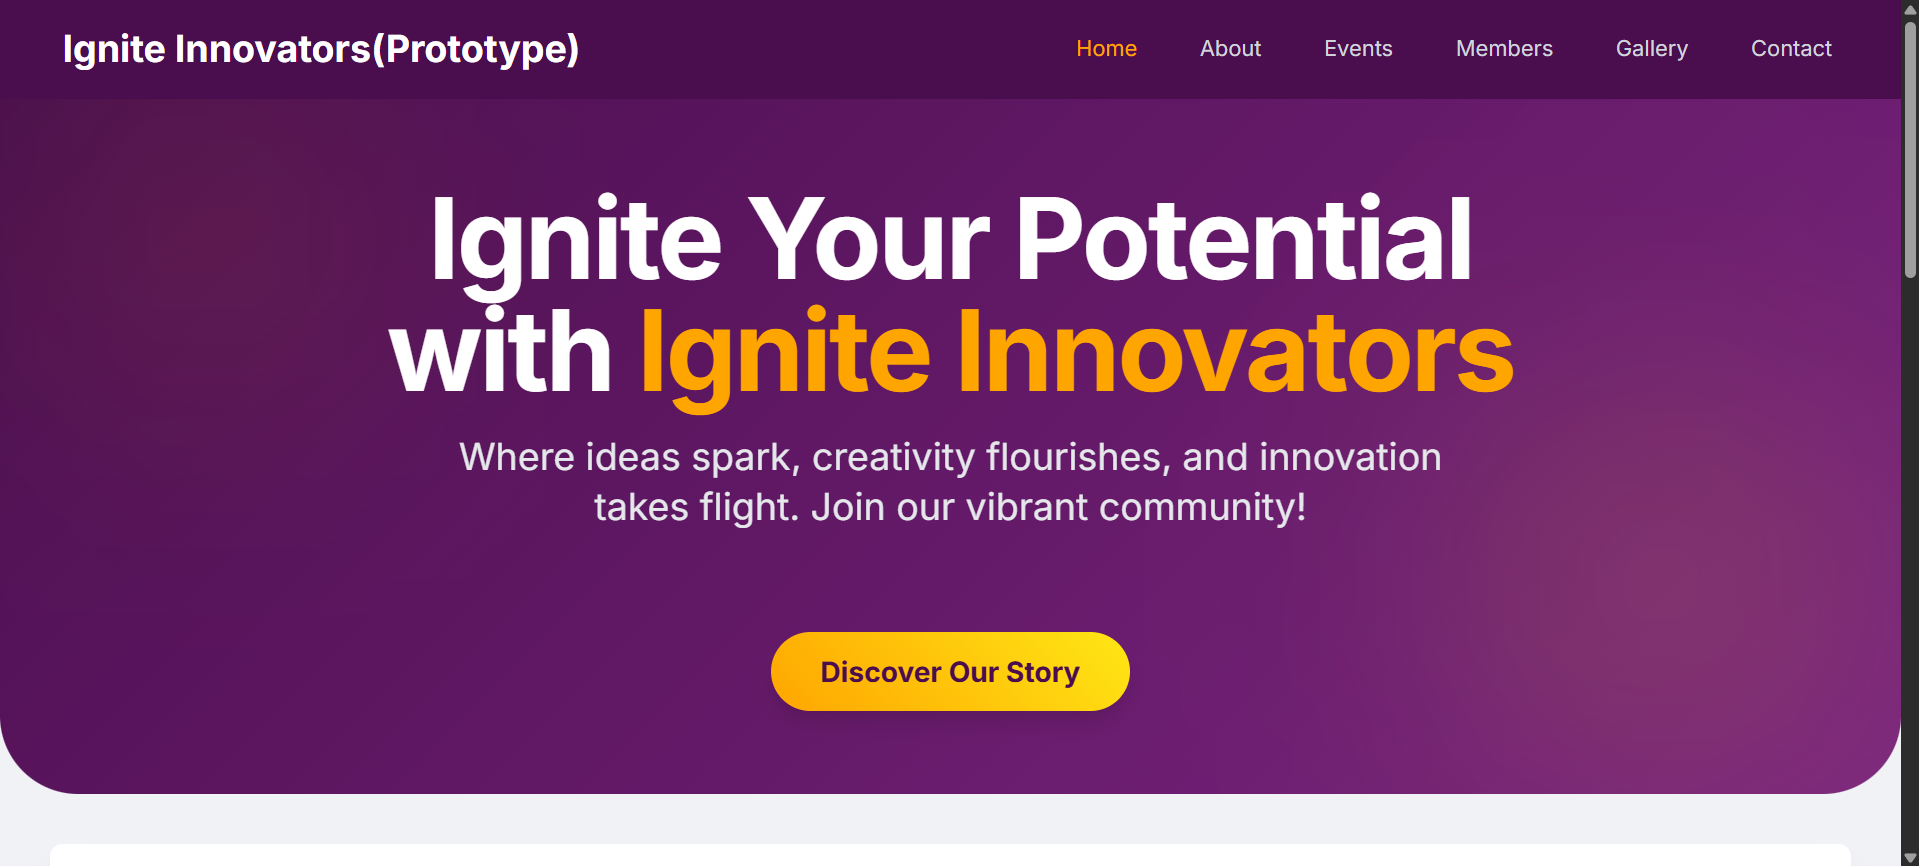 Ignite Innovators(Prototype)
Home About Events Members Gallery Contact
Ignite Your Potential
with Ignite Innovators
Where ideas spark, creativity flourishes, and innovation
takes flight. Join our vibrant community!
Discover Our Story